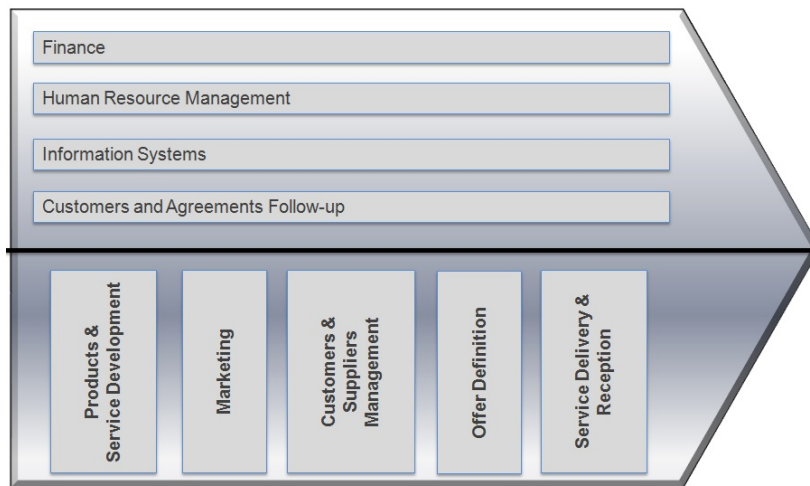 Finance
Human Resource Management
Information Systems
Customers and Agreements Follow-up
Products &
Service Development
Marketing
Customers &
Suppliers
Management
Offer Definition
Service Delivery &
Reception